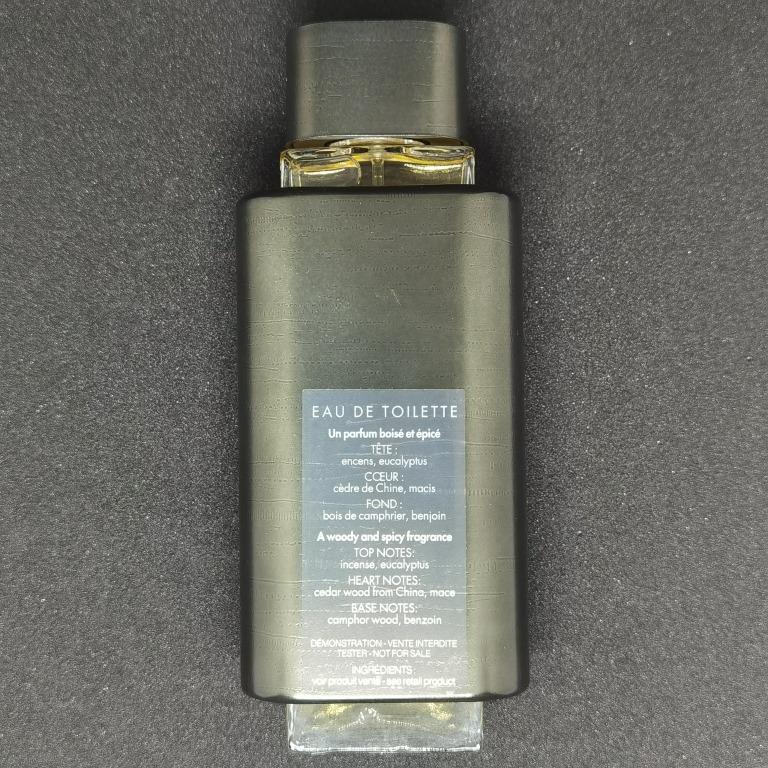 EAU DE TOILETTE
Un parfum boisé et épicé
TÊTE :
encens, eucalyptus
CŒUR :
cèdre de Chine, macis
FOND :
bois de camphrier, benjoin
A woody and spicy fragrance
TOP NOTES:
incense, eucalyptus
HEART NOTES:
cedar wood from China, mace
BASE NOTES:
camphor wood, benzoin
DÉMONSTRATION - VENTE INTERDITE
TESTER - NOT FOR SALE
INGREDIENTS :
voir produit vente - see retail product